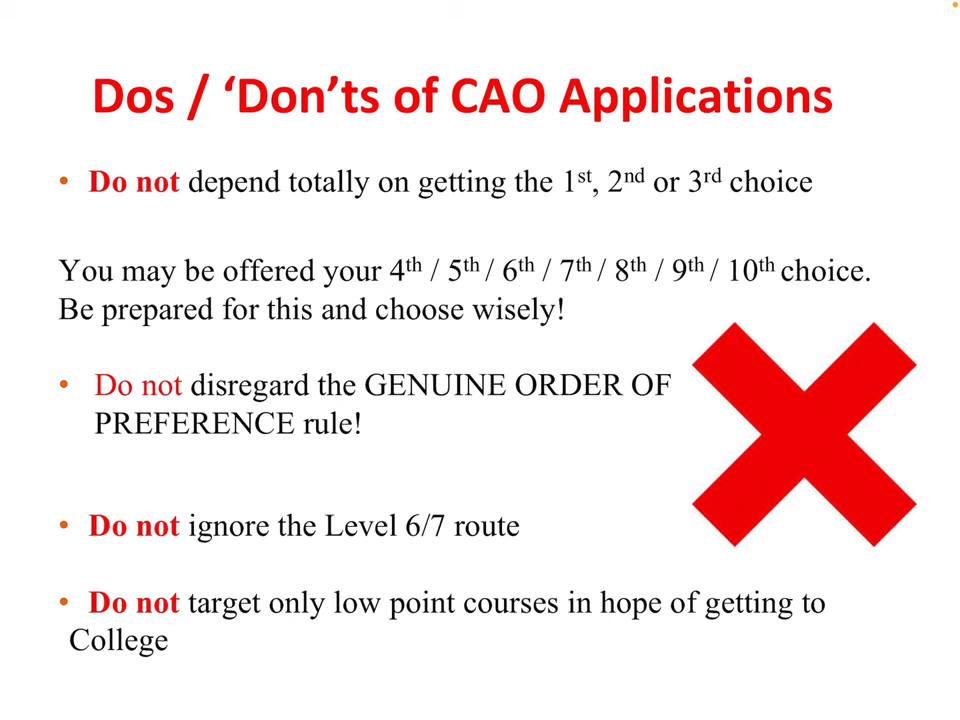 Dos / ‘Don’ts of CAO Applications
• Do not depend totally on getting the 1st, 2nd or 3rd choice
You may be offered your 4th / 5th / 6th / 7th / 8th / 9th / 10th choice.
Be prepared for this and choose wisely!
• Do not disregard the GENUINE ORDER OF
PREFERENCE rule!
• Do not ignore the Level 6/7 route
• Do not target only low point courses in hope of getting to
College